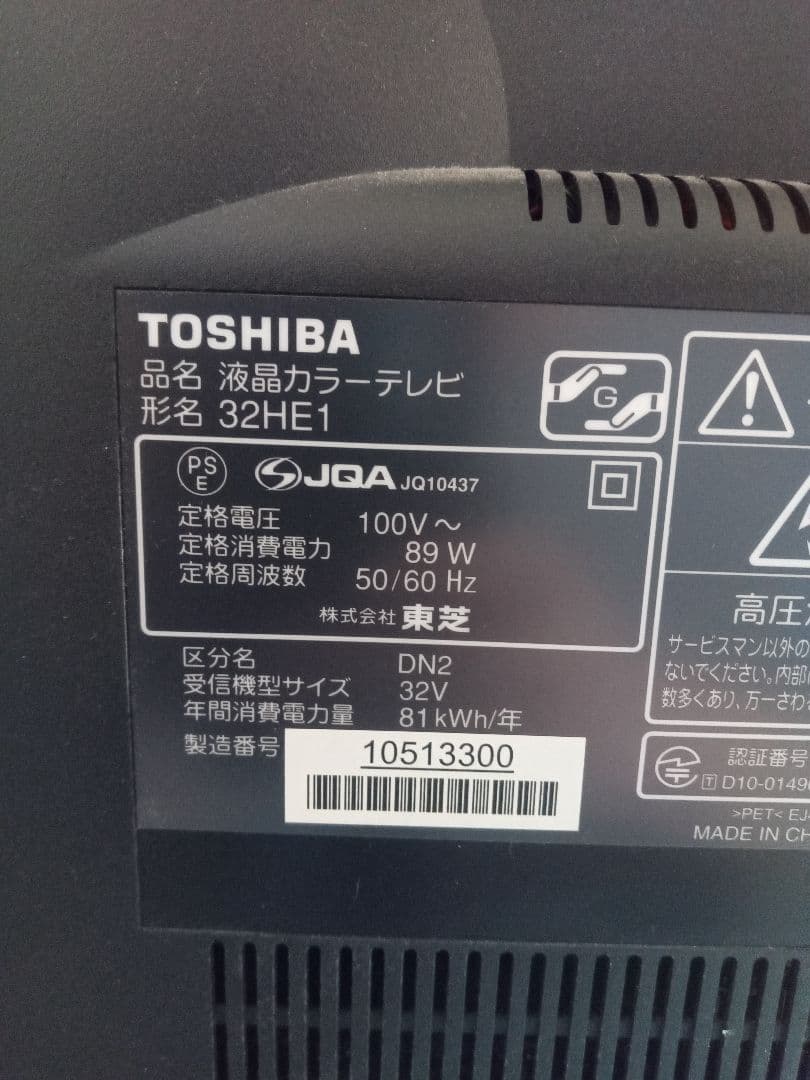 TOSHIBA
品名 液晶カラーテレビ
形名 32HE1
G
PS
E
JQA JQ10437
定格電圧 100V～
定格消費電力 89 W
定格周波数 50/60 Hz
株式会社 東芝
区分名 DN2
受信機型サイズ 32V
年間消費電力量 81kWh/年
製造番号 10513300
高圧
サービスマン以外の
ないでください。内部
数多くあり、万一さわ
認証番号
T D10-0149
>PET< EJ
MADE IN CH